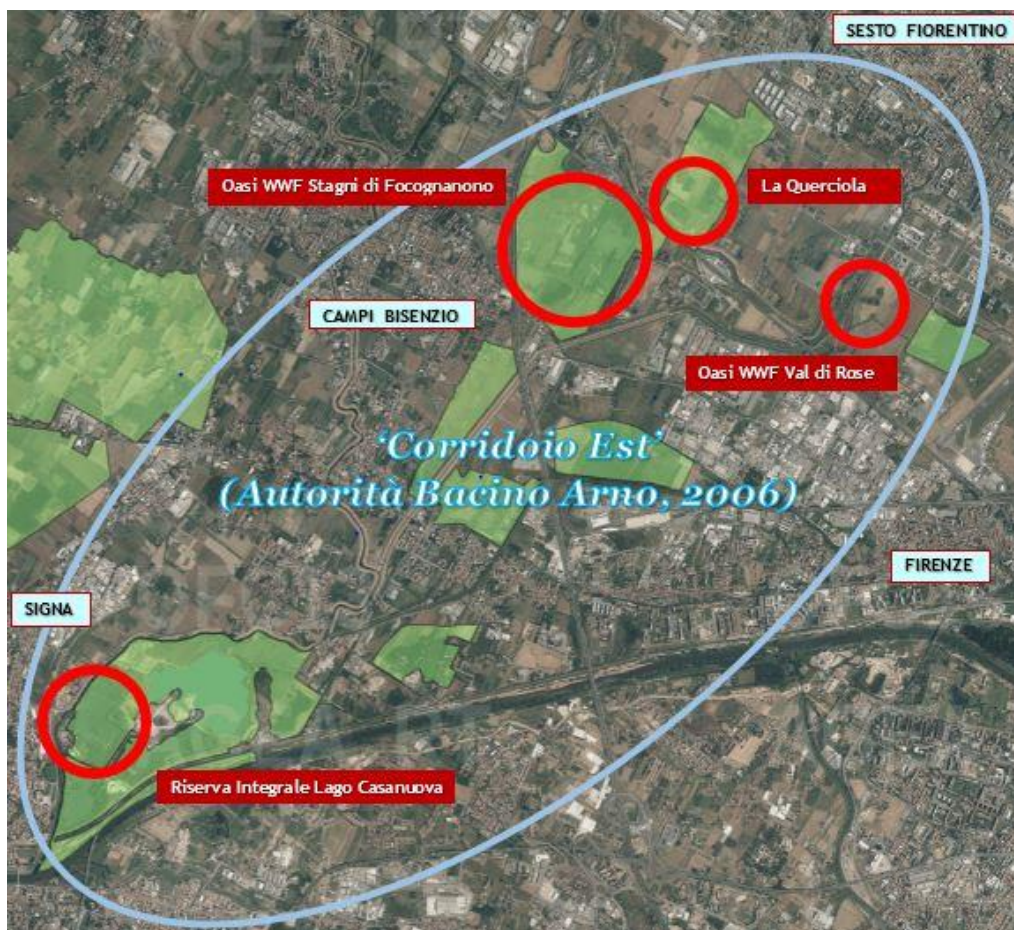 SESTO FIORENTINO
Oasi WWF Stagni di Focognanono
La Querciola
CAMPI BISENZIO
Oasi WWF Val di Rose
‘Corridoio Est’
(Autorità Bacino Arno, 2006)
FIRENZE
SIGNA
Riserva Integrale Lago Casanuova